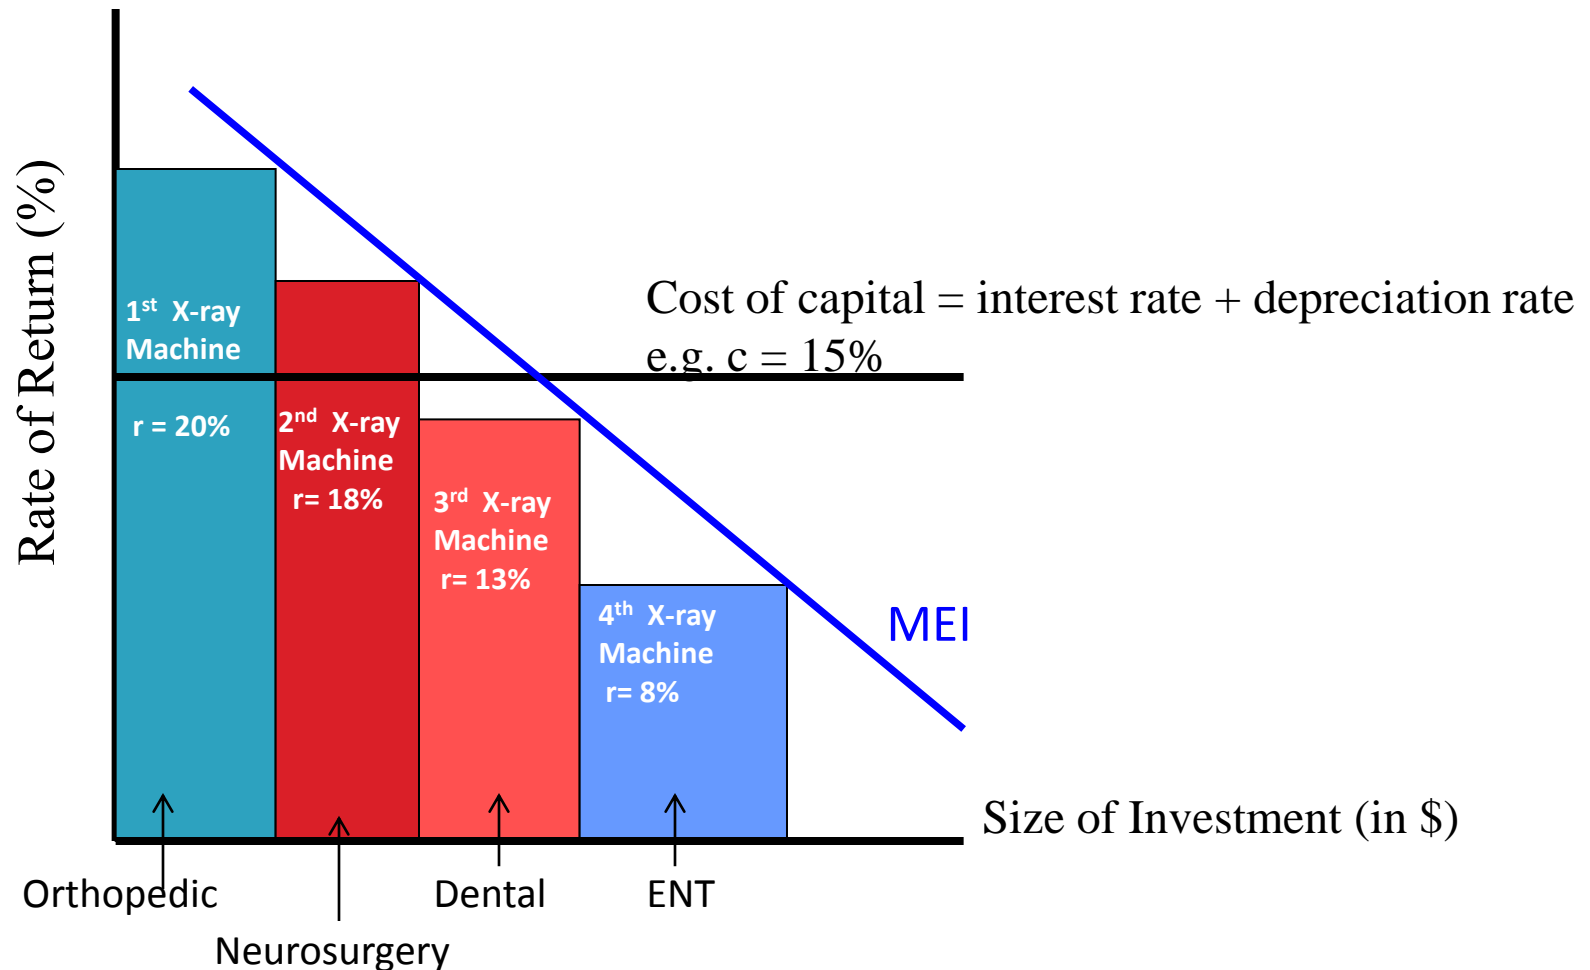 Rate of Return (%)
Cost of capital = interest rate + depreciation rate
e.g. c = 15%
1st X-ray
Machine
r = 20%
2nd X-ray
Machine
r= 18%
3rd X-ray
Machine
r= 13%
4th X-ray
Machine
r= 8%
MEI
Size of Investment (in $)
Orthopedic
Neurosurgery
Dental
ENT